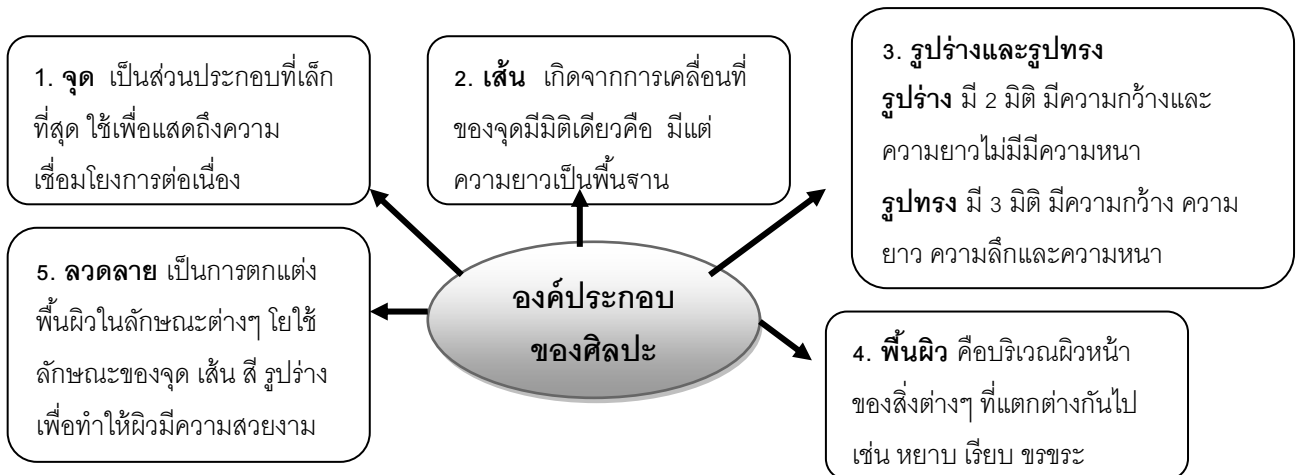 1. จุด เป็นส่วนประกอบที่เล็ก
ที่สุด ใช้เพื่อแสดถึงความ
เชื่อมโยงการต่อเนื่อง
2. เส้น เกิดจากการเคลื่อนที่
ของจุดมีมิติเดียวคือ มีแต่
ความยาวเป็นพื้นฐาน
3. รูปร่างและรูปทรง
รูปร่าง มี 2 มิติ มีความกว้างและ
ความยาวไม่มีมีความหนา
รูปทรง มี 3 มิติ มีความกว้าง ความ
ยาว ความลึกและความหนา
องค์ประกอบ
ของศิลปะ
5. ลวดลาย เป็นการตกแต่ง
พื้นผิวในลักษณะต่างๆ โยใช้
ลักษณะของจุด เส้น สี รูปร่าง
เพื่อทำให้ผิวมีความสวยงาม
4. พื้นผิว คือบริเวณผิวหน้า
ของสิ่งต่างๆ ที่แตกต่างกันไป
เช่น หยาบ เรียบ ขรขระ